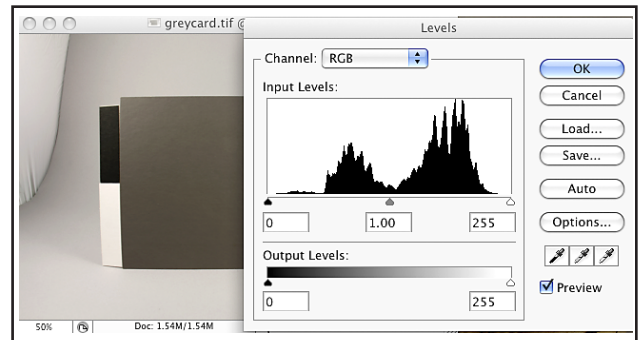 greycard.tif @
Levels
Channel: RGB
Input Levels:
0
1.00
255
Output Levels:
0
255
OK
Cancel
Load...
Save...
Auto
Options...
Preview
50%
Doc: 1.54M/1.54M